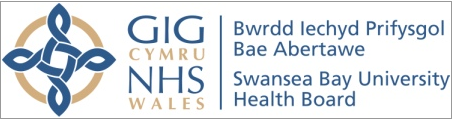 GIG
CYMRU
NHS
WALES
Bwrdd Iechyd Prifysgol
Bae Abertawe
Swansea Bay University
Health Board